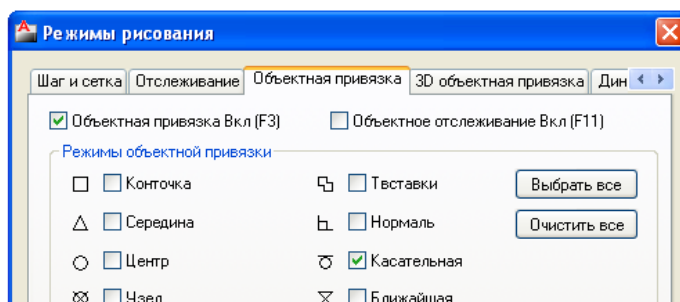 Режимы рисования
Шаг и сетка Отслеживание Объектная привязка 3D объектная привязка Дин
Объектная привязка Вкл (F3) Объектное отслеживание Вкл (F11)
Режимы объектной привязки
Конточка Твставки Выбрать все
Середина Нормаль Очистить все
Центр Касательная
Узел Ближайшая